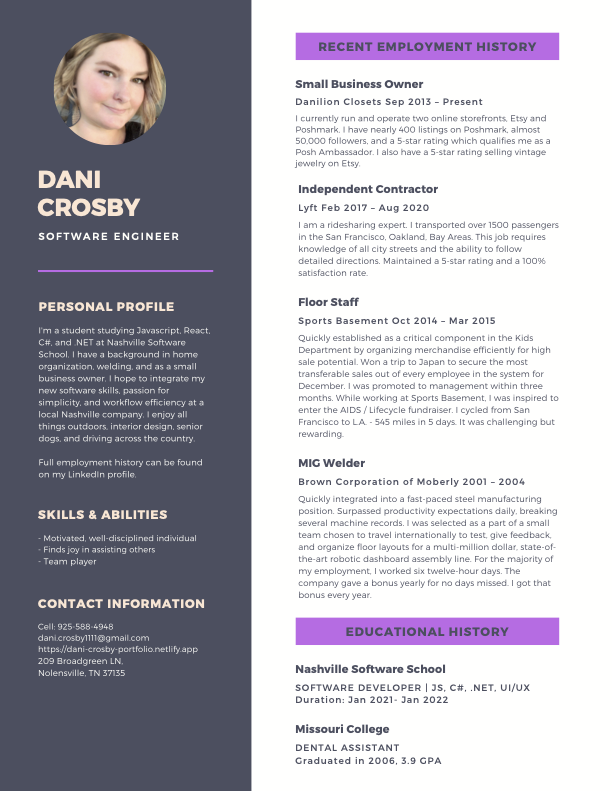 DANI
CROSBY
SOFTWARE ENGINEER
PERSONAL PROFILE
I'm a student studying Javascript, React,
C#, and .NET at Nashville Software
School. I have a background in home
organization, welding, and as a small
business owner. I hope to integrate my
new software skills, passion for
simplicity, and workflow efficiency at a
local Nashville company. I enjoy all
things outdoors, interior design, senior
dogs, and driving across the country.
Full employment history can be found
on my LinkedIn profile.
SKILLS & ABILITIES
- Motivated, well-disciplined individual
- Finds joy in assisting others
- Team player
CONTACT INFORMATION
Cell: 925-588-4948
dani.crosby1111@gmail.com
https://dani-crosby-portfolio.netlify.app
209 Broadgreen LN,
Nolensville, TN 37135
RECENT EMPLOYMENT HISTORY
Small Business Owner
Danilion Closets Sep 2013 – Present
I currently run and operate two online storefronts, Etsy and
Poshmark. I have nearly 400 listings on Poshmark, almost
50,000 followers, and a 5-star rating which qualifies me as a
Posh Ambassador. I also have a 5-star rating selling vintage
jewelry on Etsy.
Independent Contractor
Lyft Feb 2017 – Aug 2020
I am a ridesharing expert. I transported over 1500 passengers
in the San Francisco, Oakland, Bay Areas. This job requires
knowledge of all city streets and the ability to follow
detailed directions. Maintained a 5-star rating and a 100%
satisfaction rate.
Floor Staff
Sports Basement Oct 2014 – Mar 2015
Quickly established as a critical component in the Kids
Department by organizing merchandise efficiently for high
sale potential. Won a trip to Japan to secure the most
transferable sales out of every employee in the system for
December. I was promoted to management within three
months. While working at Sports Basement, I was inspired to
enter the AIDS / Lifecycle fundraiser. I cycled from San
Francisco to L.A. - 545 miles in 5 days. It was challenging but
rewarding.
MIG Welder
Brown Corporation of Moberly 2001 – 2004
Quickly integrated into a fast-paced steel manufacturing
position. Surpassed productivity expectations daily, breaking
several machine records. I was selected as a part of a small
team chosen to travel internationally to test, give feedback,
and organize floor layouts for a multi-million dollar, state-of-
the-art robotic dashboard assembly line. For the majority of
my employment, I worked six twelve-hour days. The
company gave a bonus yearly for no days missed. I got that
bonus every year.
EDUCATIONAL HISTORY
Nashville Software School
SOFTWARE DEVELOPER | JS, C#, .NET, UI/UX
Duration: Jan 2021- Jan 2022
Missouri College
DENTAL ASSISTANT
Graduated in 2006, 3.9 GPA